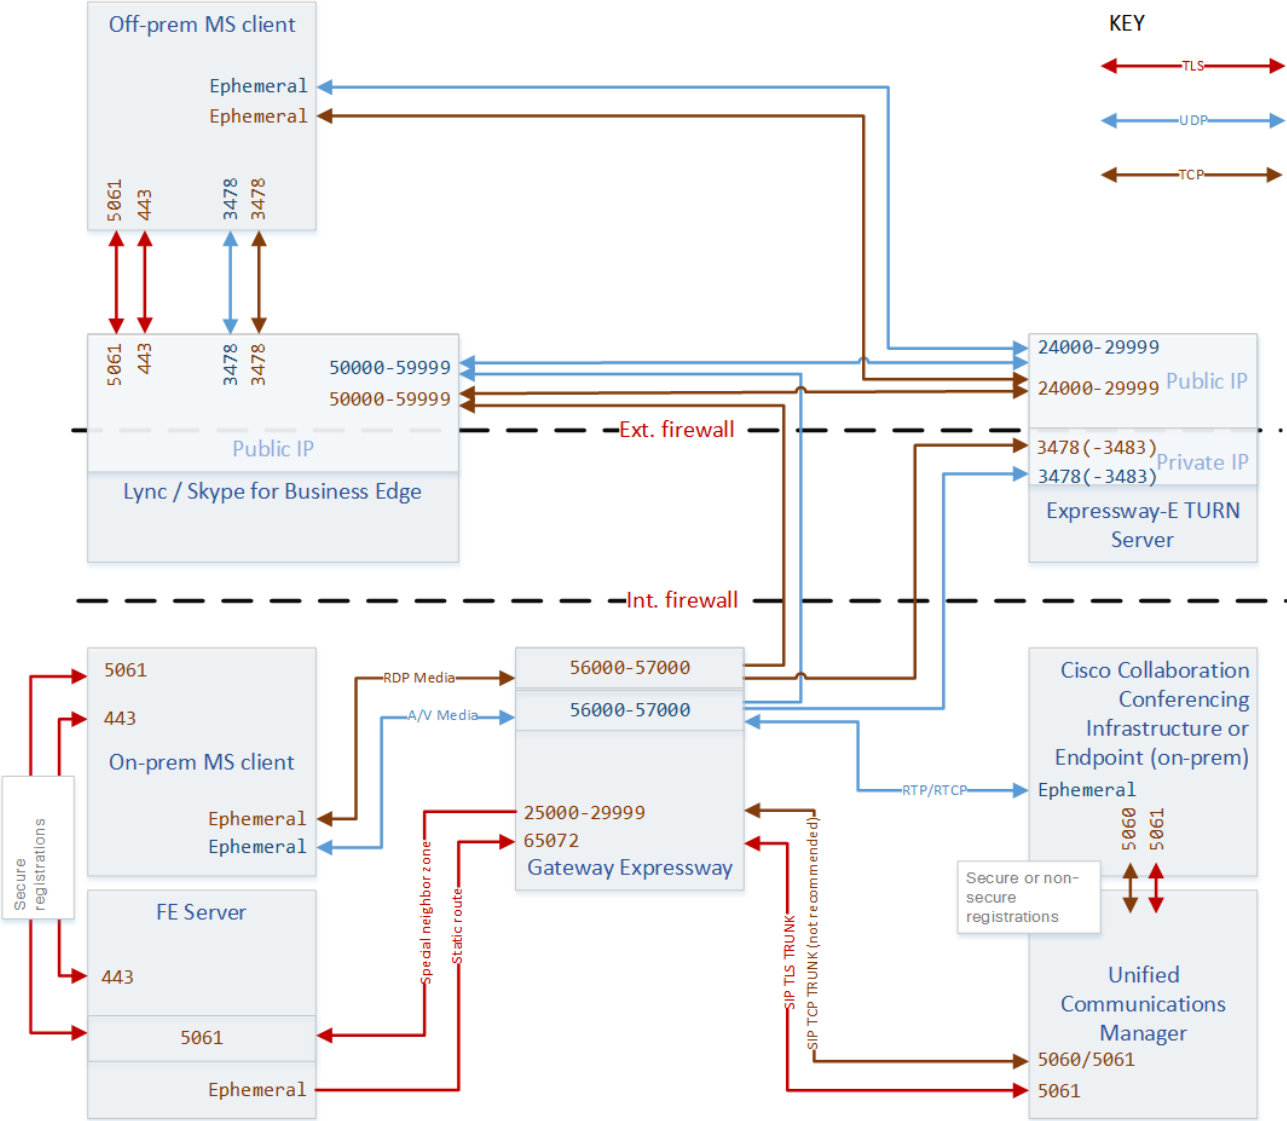 Off-prem MS client
KEY
TLS
UDP
TCP
Ephemeral
Ephemeral
5061
443
3478
3478
5061
443
3478
3478
50000-59999
50000-59999
Public IP
Lync / Skype for Business Edge
24000-29999
Public IP
24000-29999
Ext. firewall
3478(-3483)
Private IP
3478(-3483)
Expressway-E TURN
Server
Int. firewall
5061
443
On-prem MS client
Ephemeral
Ephemeral
RDP Media
A/V Media
56000-57000
56000-57000
25000-29999
65072
Gateway Expressway
Cisco Collaboration
Conferencing
Infrastructure or
Endpoint (on-prem)
RTP/RTCP
Ephemeral
5060
5061
Secure
registrations
Secure or non-
secure
registrations
FE Server
443
5061
Ephemeral
Special neighbor zone
Static route
SIP TLS TRUNK
SIP TCP TRUNK (not recommended)
Unified
Communications
Manager
5060/5061
5061